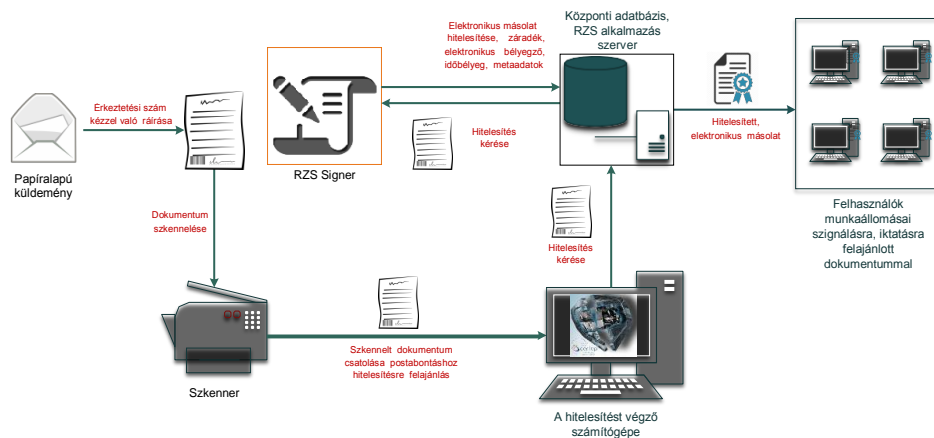 Papíralapú
küldemény
Erkeztetési szám
kézzel való ráírása
Dokumentum
szkennelése
Szkenner
Szkennelt dokumentum
csatolása postabontáshoz
hitelesítésre felajánlás
A hitelesítést végző
számítógépe
Hitelesítés
kérése
Központi adatbázis,
RZS alkalmazás
szerver
Hitelesítés
kérése
RZS Signer
Elektronikus másolat
hitelesítése, záradék,
elektronikus bélyegző,
időbélyeg, metaadatok
Hitelesített,
elektronikus másolat
Felhasználók
munkaállomásai
szignálásra, iktatásra
felajánlott
dokumentummal